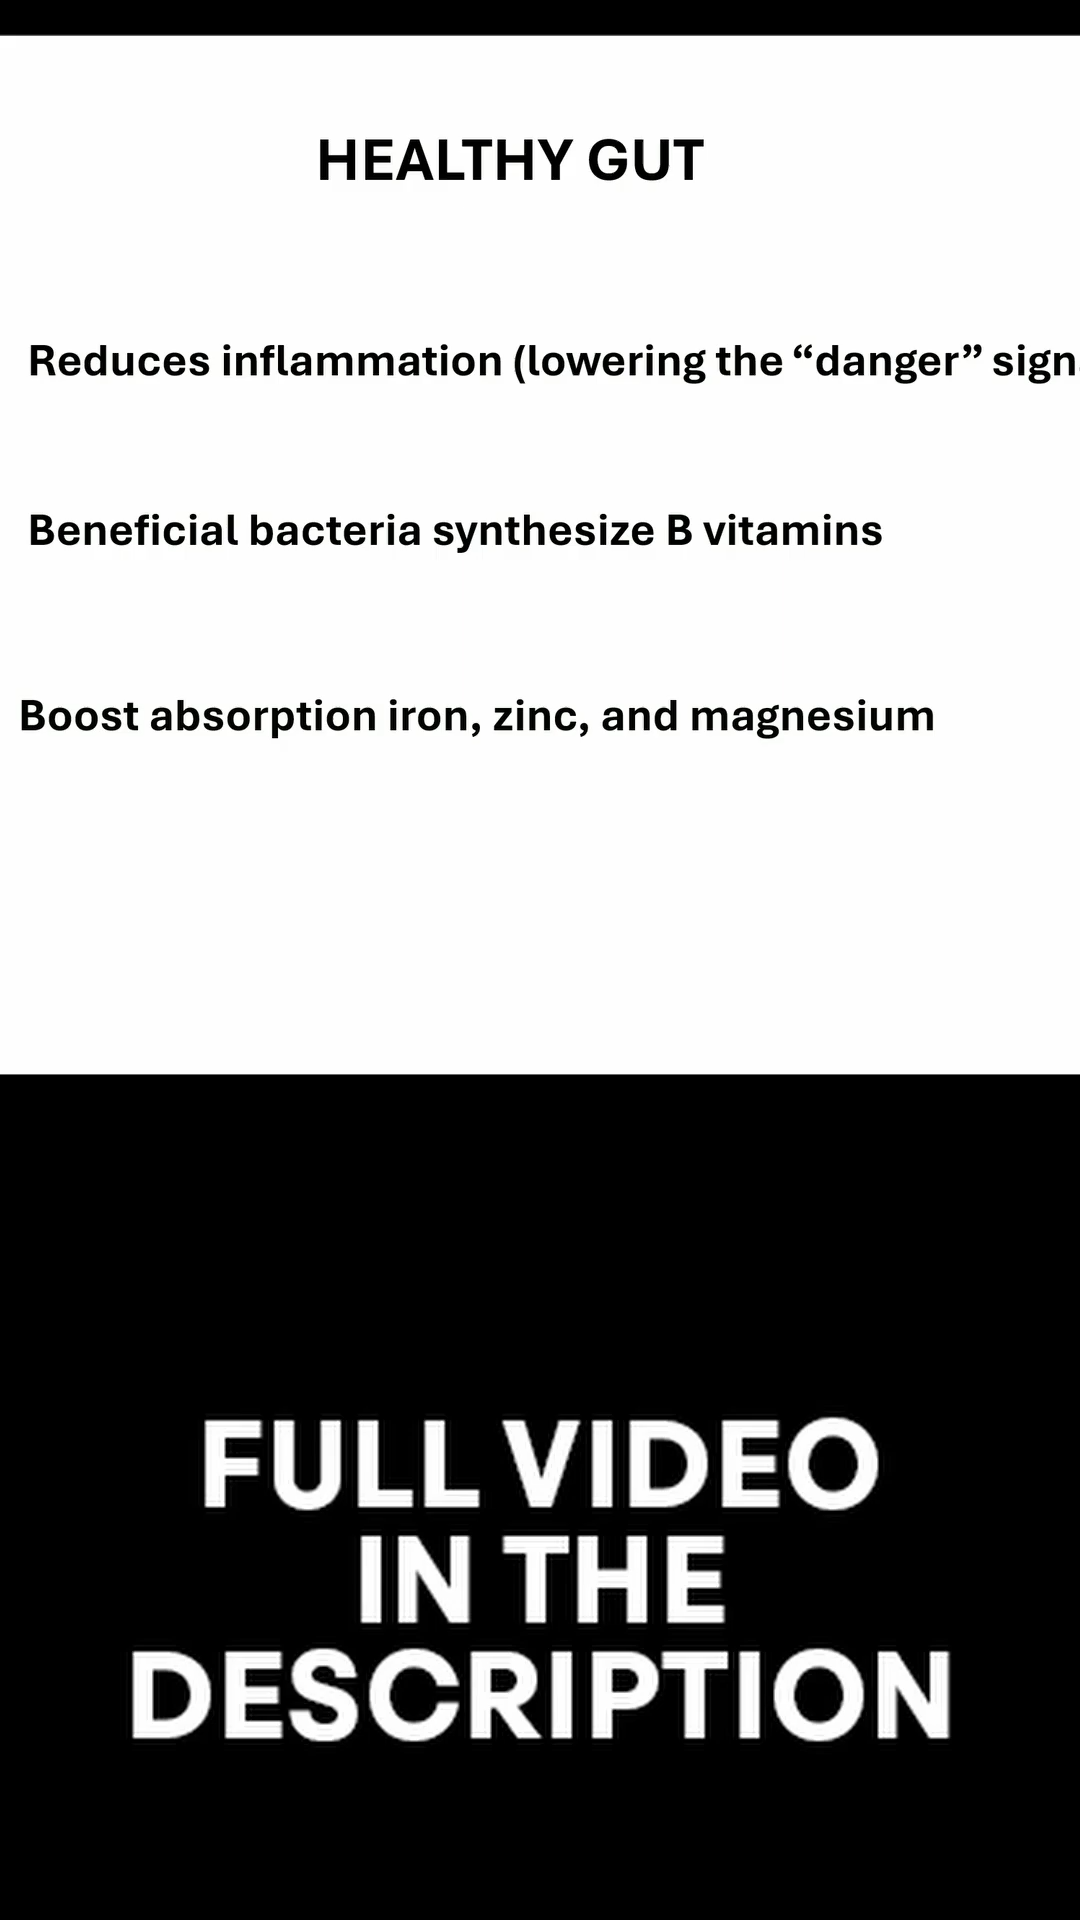 HEALTHY GUT
Reduces inflammation (lowering the “danger”
Beneficial bacteria synthesize B vitamins
Boost absorption iron, zinc, and magnesium
FULL VIDEO
IN THE
DESCRIPTION